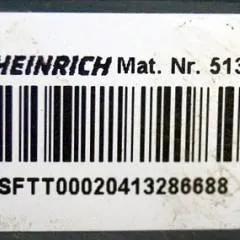 HEINRICH Mat. Nr. 513
SFTT00020413286688